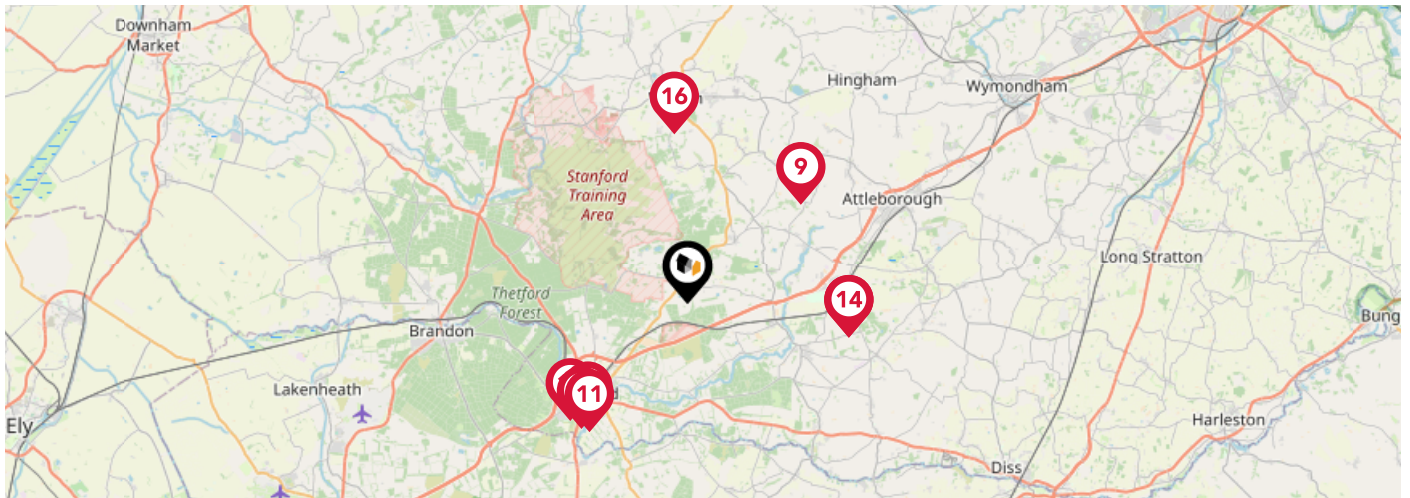 Downham
Market
Hingham
Wymondham
16
9
Stanford
Training
Area
Attleborough
Long Stratton
Thetford
Forest
14
Brandon
Bung
Lakenheath
11
Ely
Harleston
Diss